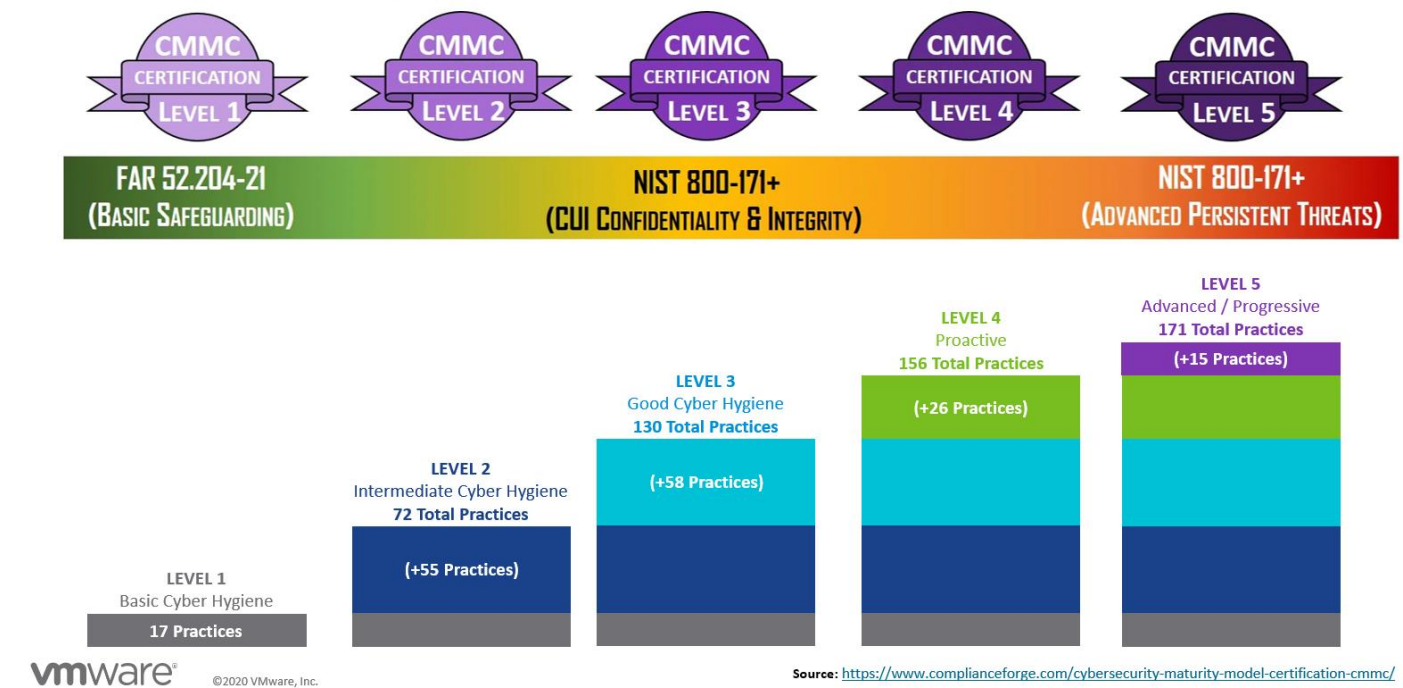 CMMC
CERTIFICATION
LEVEL 1
CMMC
CERTIFICATION
LEVEL 2
CMMC
CERTIFICATION
LEVEL 3
CMMC
CERTIFICATION
LEVEL 4
CMMC
CERTIFICATION
LEVEL 5
FAR 52.204-21
(BASIC SAFEGUARDING)
NIST 800-171+
(CUI CONFIDENTIALITY & INTEGRITY)
NIST 800-171+
(ADVANCED PERSISTENT THREATS)
LEVEL 1
Basic Cyber Hygiene
17 Practices
LEVEL 2
Intermediate Cyber Hygiene
72 Total Practices
(+55 Practices)
LEVEL 3
Good Cyber Hygiene
130 Total Practices
(+58 Practices)
LEVEL 4
Proactive
156 Total Practices
(+26 Practices)
LEVEL 5
Advanced / Progressive
171 Total Practices
(+15 Practices)
vmware®
©2020 VMware, Inc.
Source: https://www.complianceforge.com/cybersecurity-maturity-model-certification-cmmc/